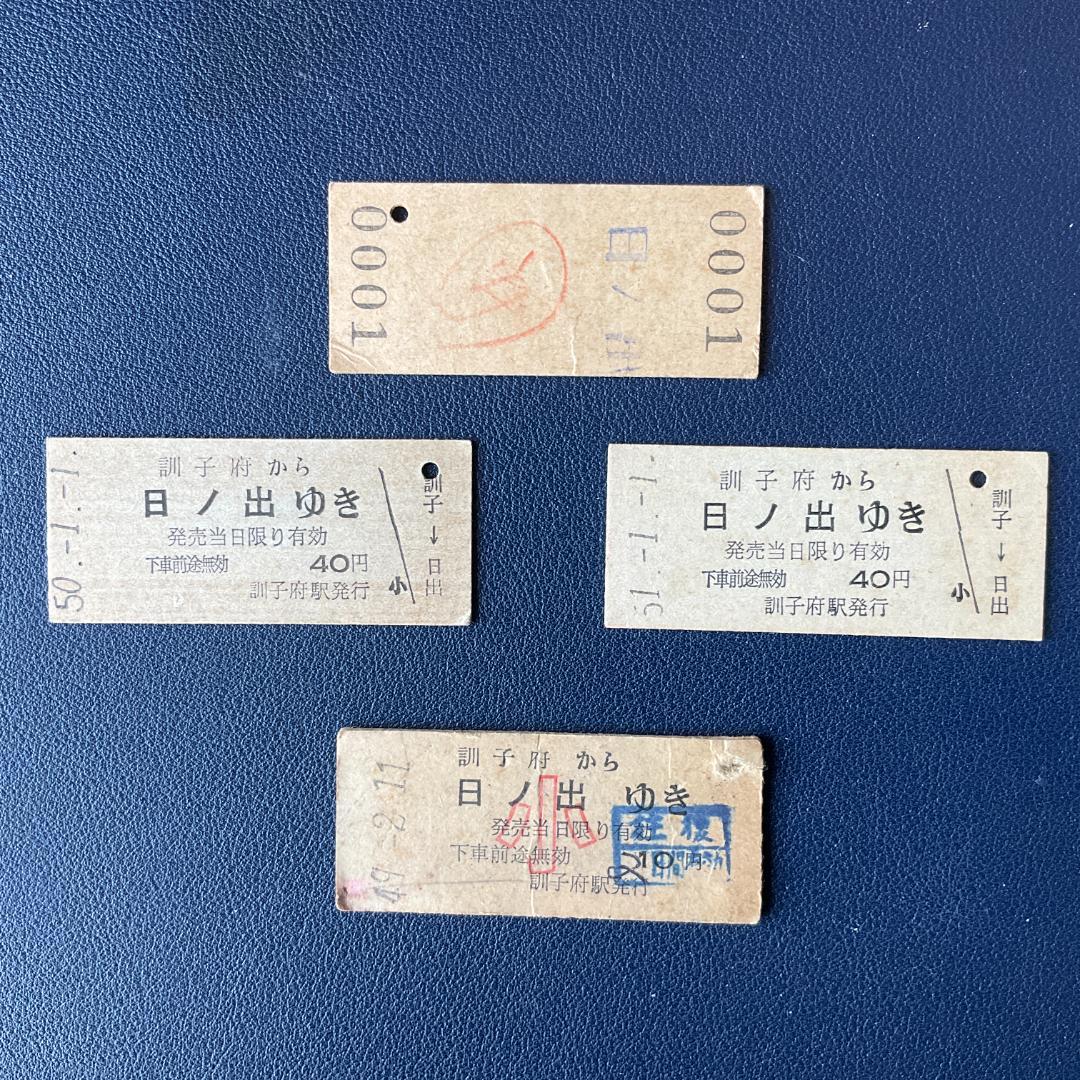 0001
日ノ出
0001
50.-1.-1.
訓子府から
日ノ出ゆき
発売当日限り有効
下車前途無効 40円
訓子府駅発行
小
訓子→日出
51-1.-1.
訓子府から
日ノ出ゆき
発売当日限り有効
下車前途無効 40円
訓子府駅発行
小
訓子→日出
49.-2.11
訓子府から
日ノ出 ゆき
小
発売当日限り有効
下車前途無効 10円
訓子府駅発行